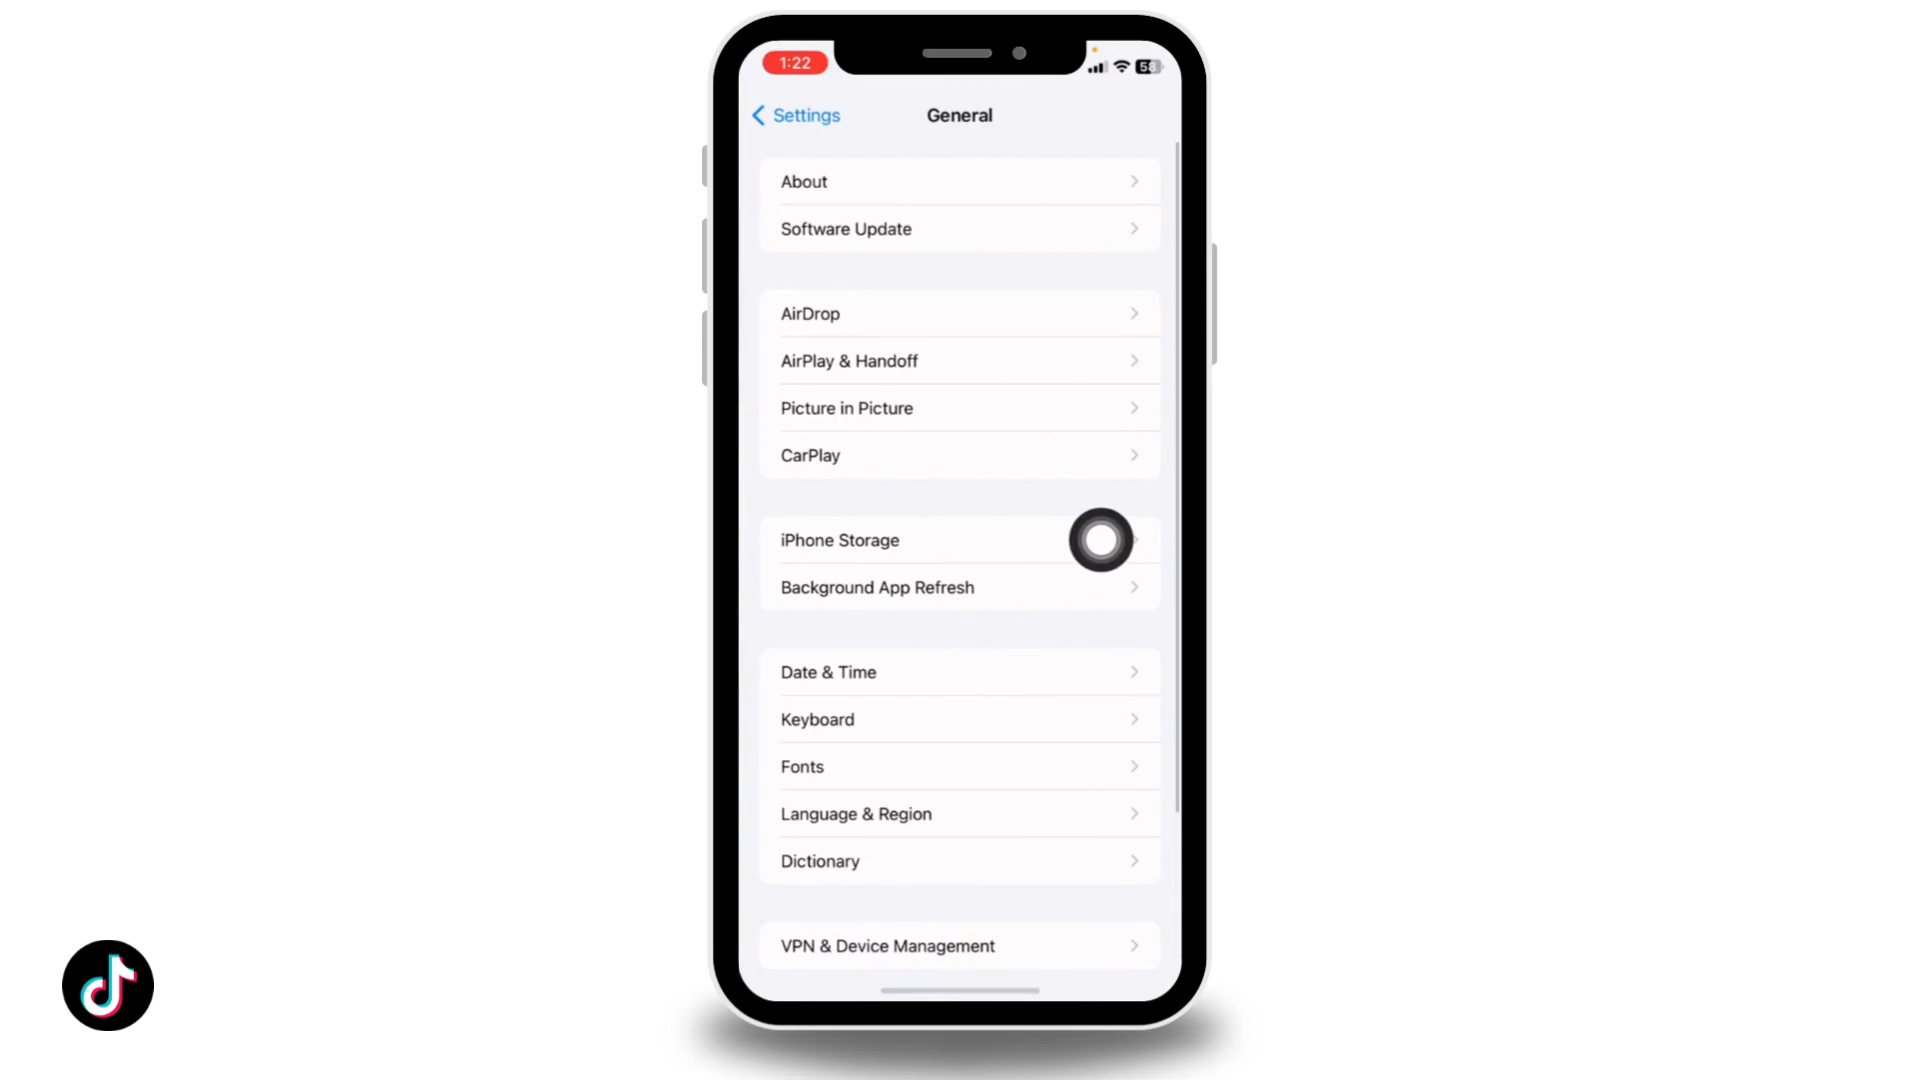 1:22
58
Settings
General
About
Software Update
AirDrop
AirPlay & Handoff
Picture in Picture
CarPlay
iPhone Storage
Background App Refresh
Date & Time
Keyboard
Fonts
Language & Region
Dictionary
VPN & Device Management